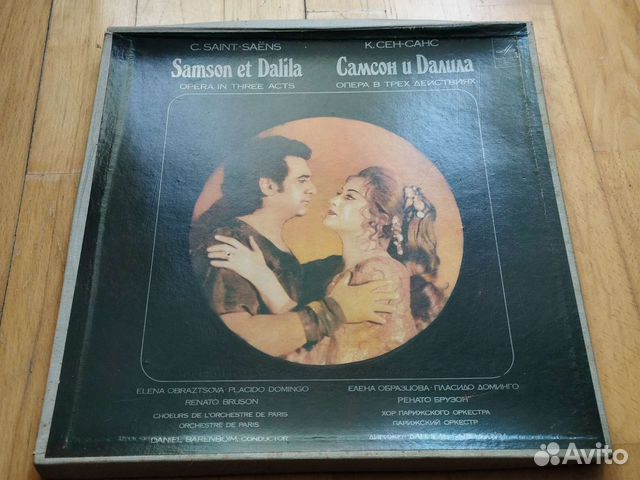 C. SAINT-SAËNS
Samson et Dalila
OPERA IN THREE ACTS
К. СЕН-САНС
Самсон и Далила
ОПЕРА В ТРЕХ ДЕЙСТВИЯХ
ELENA OBRAZTSOVA · PLACIDO DOMINGO
RENATO BRUSON
CHOEURS DE L'ORCHESTRE DE PARIS
ORCHESTRE DE PARIS
DANIEL BARENBOIM, CONDUCTOR
ЕЛЕНА ОБРАЗЦОВА · ПЛАСИДО ДОМИНГО
РЕНАТО БРУЗОН
ХОР ПАРИЖСКОГО ОРКЕСТРА
ПАРИЖСКИЙ ОРКЕСТР
ДИРИЖЕР
Avito